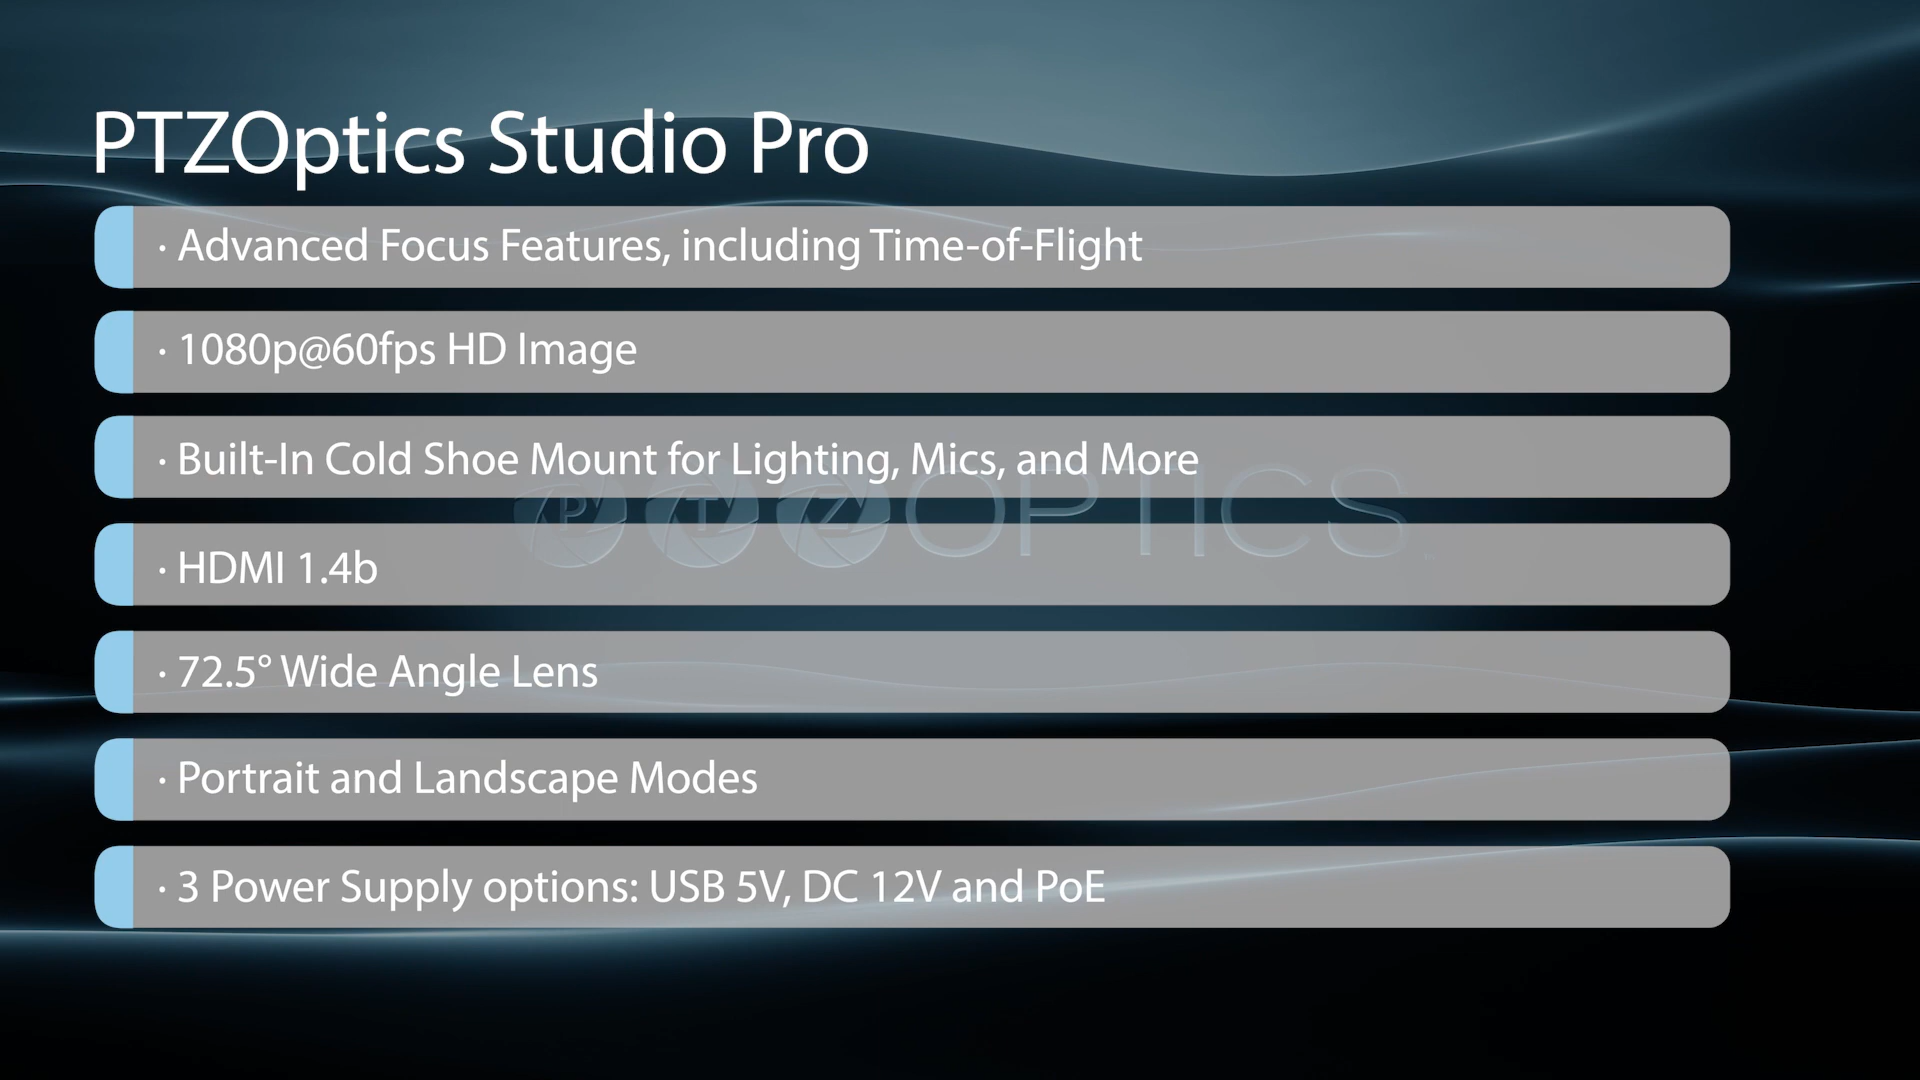 PTZOptics Studio Pro
· Advanced Focus Features, including Time-of-Flight
· 1080p@60fps HD Image
· Built-In Cold Shoe Mount for Lighting, Mics, and More
PTZOPTICS
· HDMI 1.4b
· 72.5° Wide Angle Lens
· Portrait and Landscape Modes
· 3 Power Supply options: USB 5V, DC 12V and PoE